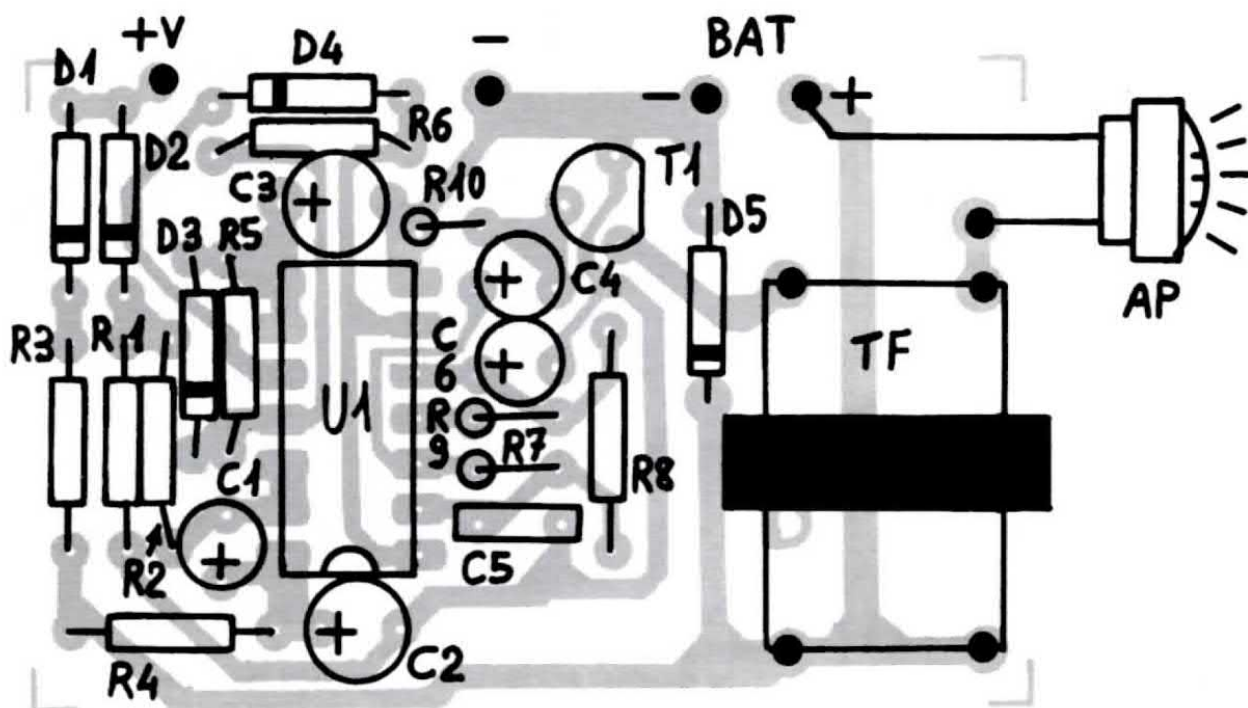 +V
D1
D4
-
BAT
- +
D2
R6
C3
+
R10
T1
D3
R5
D5
+
C4
AP
R3
R1
C
6
+
TF
U1
R
9
R7
C1
R8
R2
+
C5
+
R4
C2